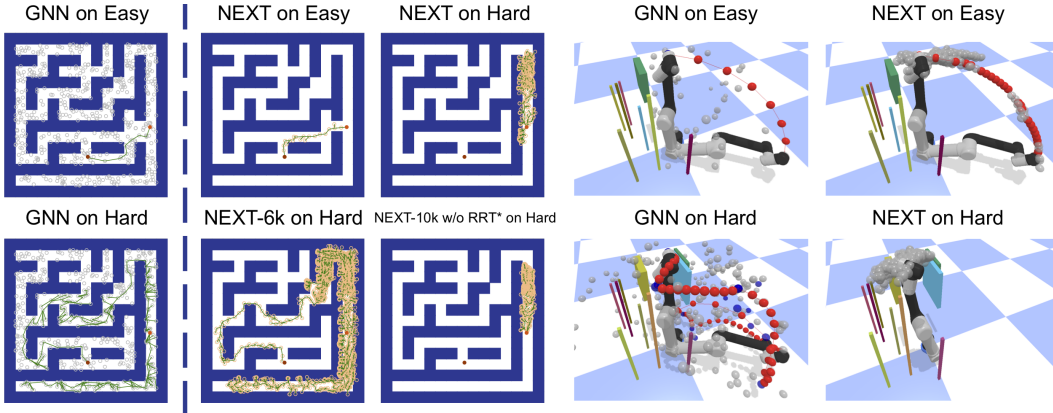 GNN on Easy
NEXT on Easy
NEXT on Hard
GNN on Easy
NEXT on Easy
GNN on Hard
NEXT-6k on Hard
NEXT-10k w/o RRT* on Hard
GNN on Hard
NEXT on Hard